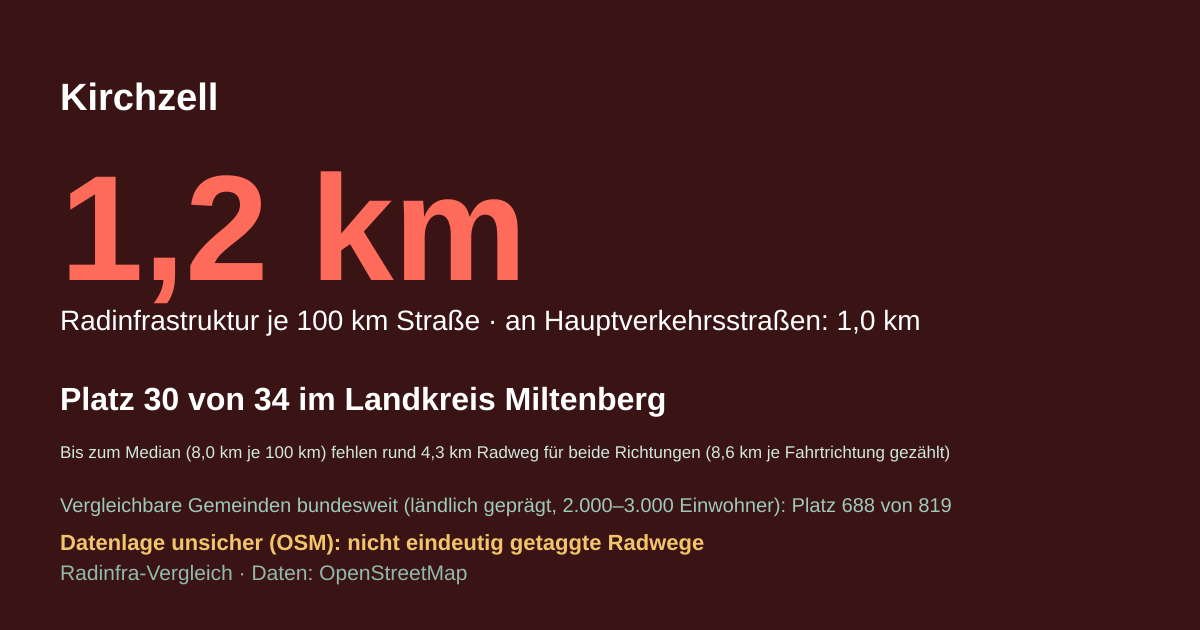 Kirchzell
1,2 km
Radinfrastruktur je 100 km Straße · an Hauptverkehrsstraßen: 1,0 km
Platz 30 von 34 im Landkreis Miltenberg
Bis zum Median (8,0 km je 100 km) fehlen rund 4,3 km Radweg für beide Richtungen (8,6 km je Fahrtrichtung gezählt)
Vergleichbare Gemeinden bundesweit (ländlich geprägt, 2.000–3.000 Einwohner): Platz 688 von 819
Datenlage unsicher (OSM): nicht eindeutig getaggte Radwege
Radinfra-Vergleich · Daten: OpenStreetMap